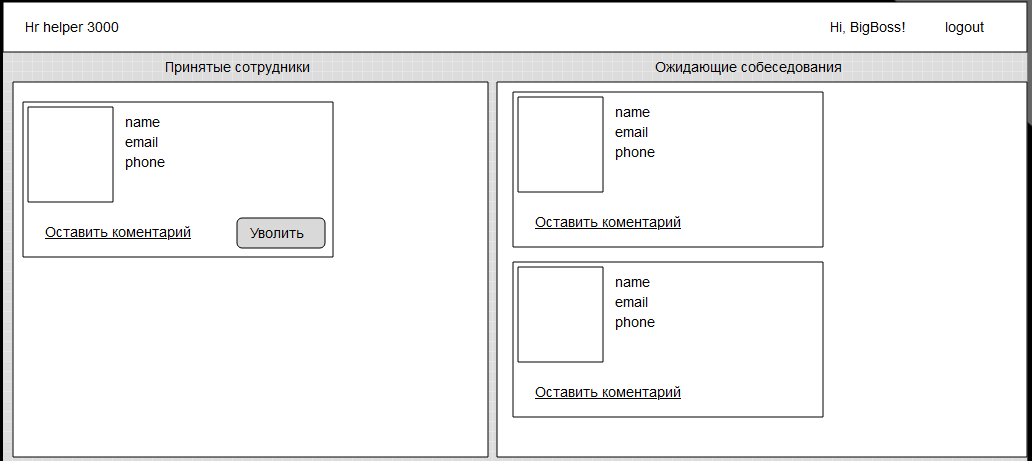 Hr helper 3000
Hi, BigBoss!
logout
Принятые сотрудники
Ожидающие собеседования
name
email
phone
Оставить коментарий
Уволить
name
email
phone
Оставить коментарий
name
email
phone
Оставить коментарий